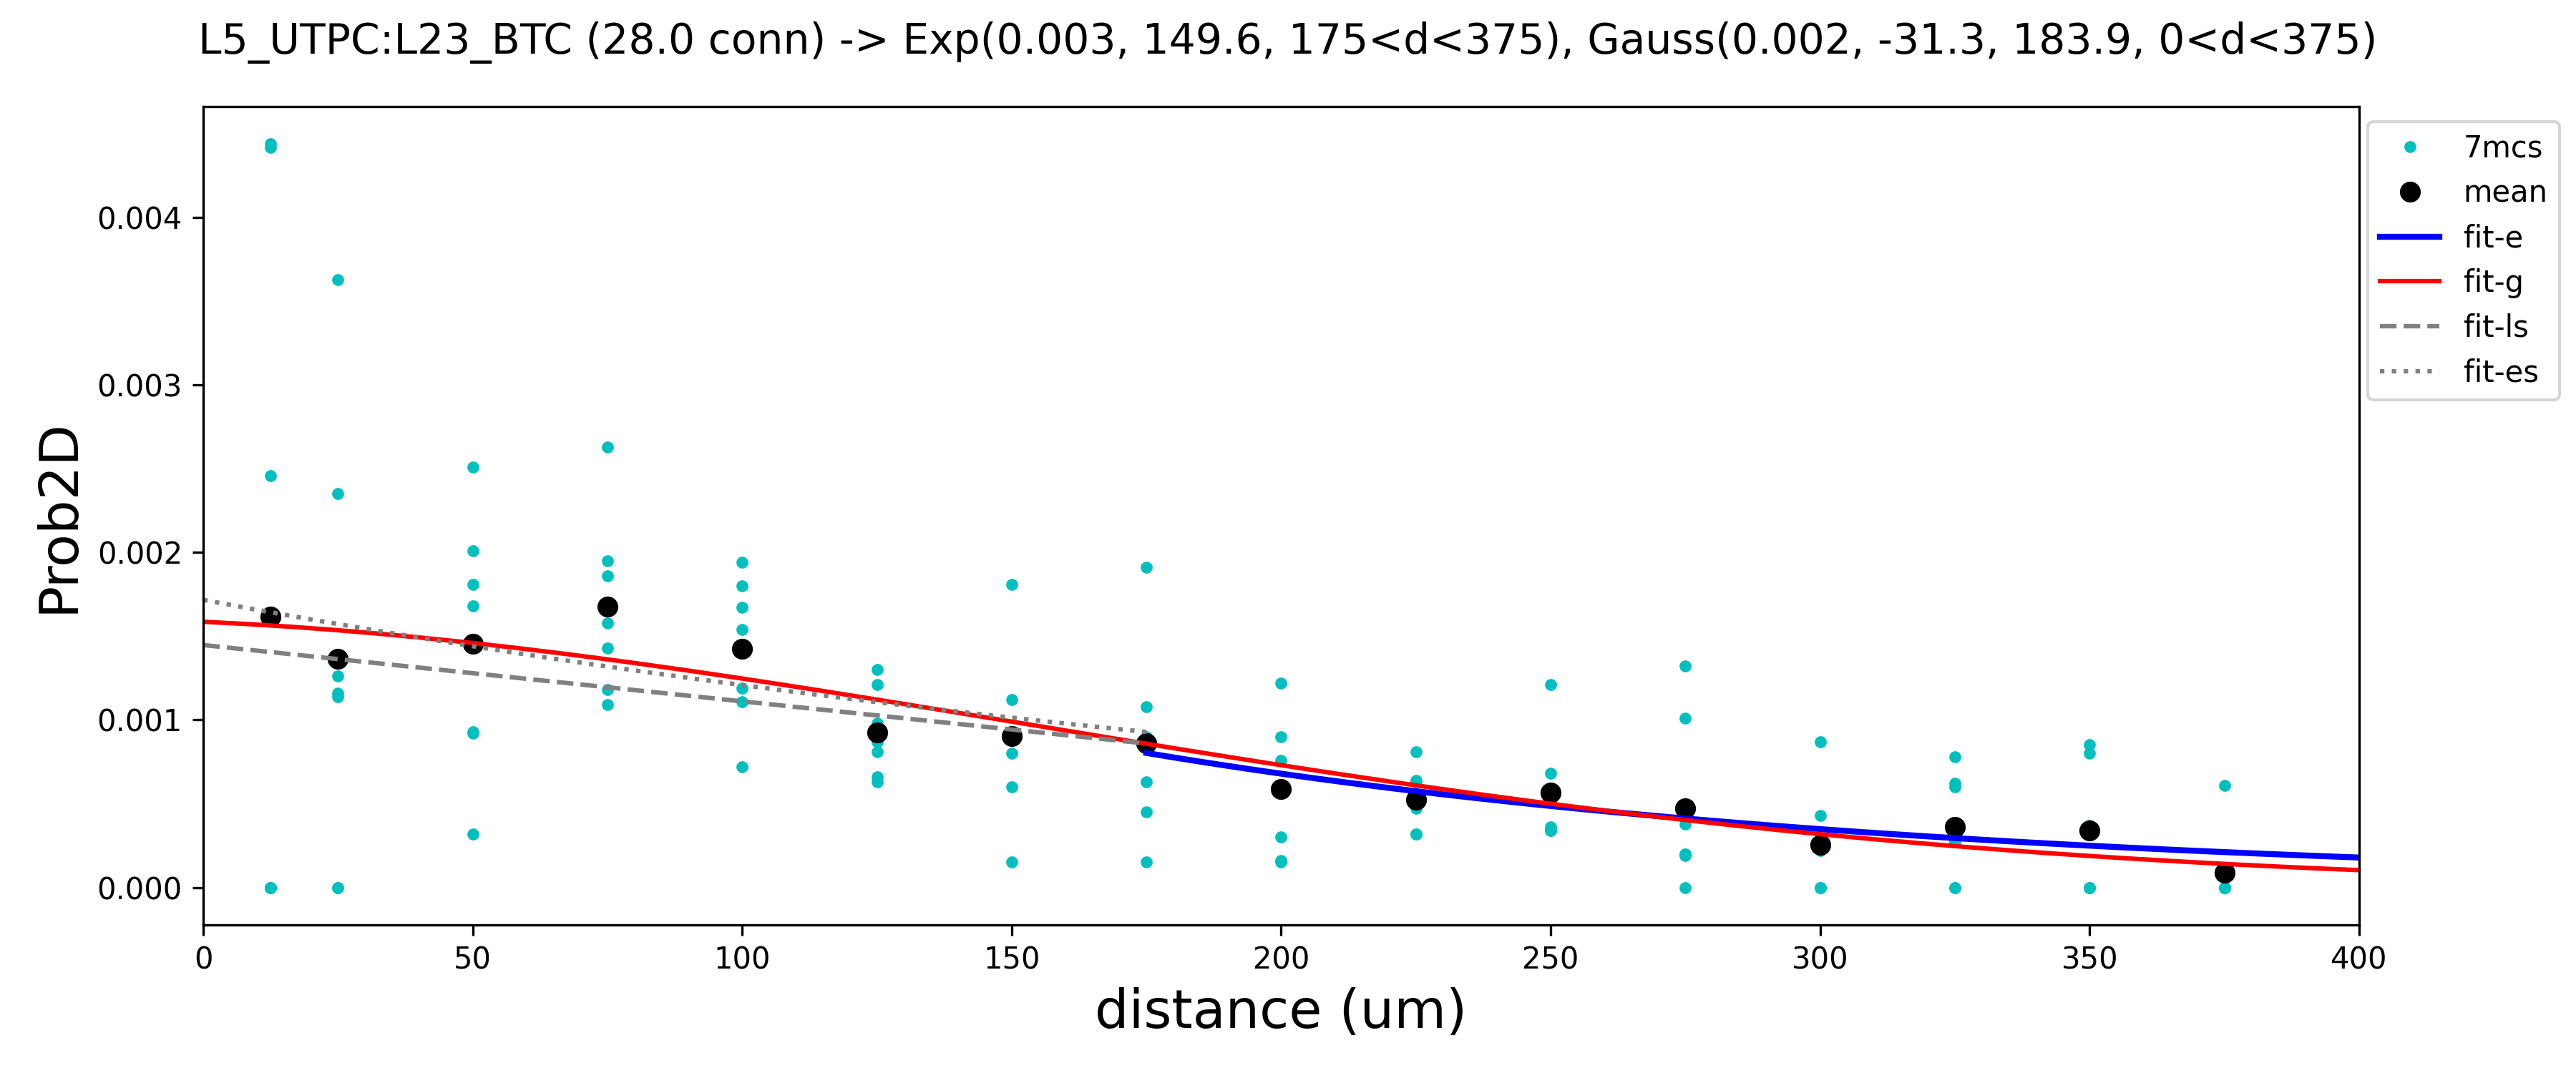 L5_UTPC:L23_BTC (28.0 conn) -> Exp(0.003, 149.6, 175<d<375), Gauss(0.002, -31.3, 183.9, 0<d<375)
7mcs
mean
fit-e
fit-g
fit-ls
fit-es
Prob2D
0.004
0.003
0.002
0.001
0.000
0 50 100 150 200 250 300 350 400
distance (um)